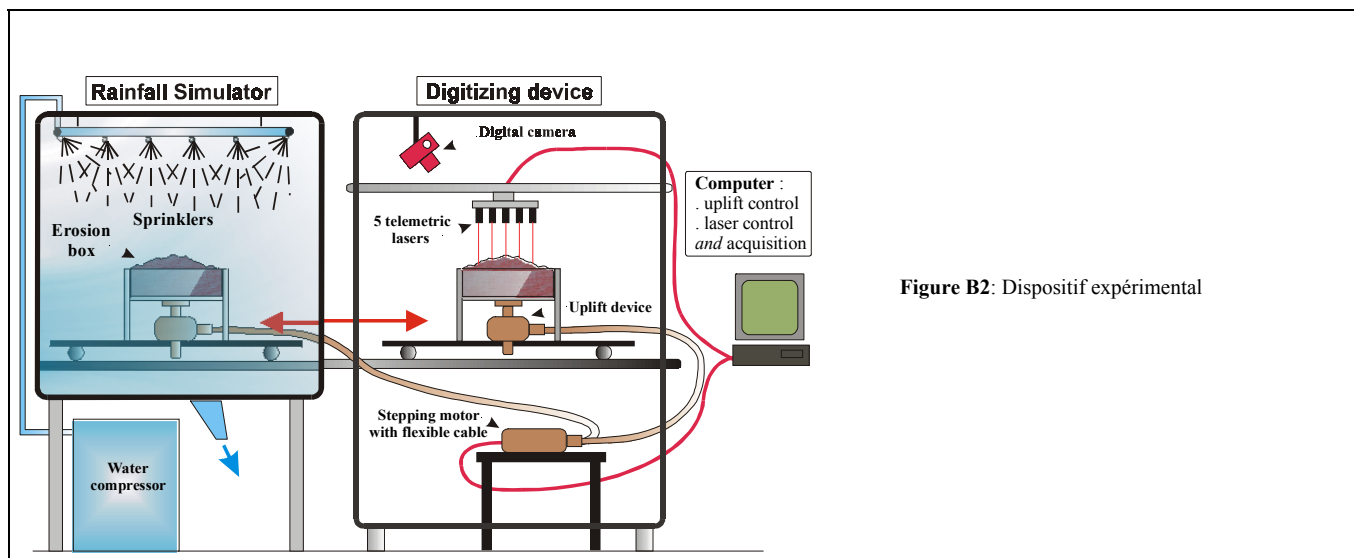 Rainfall Simulator
Digitizing device
Digital camera
Sprinklers
Erosion
box
5 telemetric
lasers
Uplift device
Computer :
. uplift control
. laser control
and acquisition
Stepping motor
with flexible cable
Water
compressor
Figure B2: Dispositif expérimental